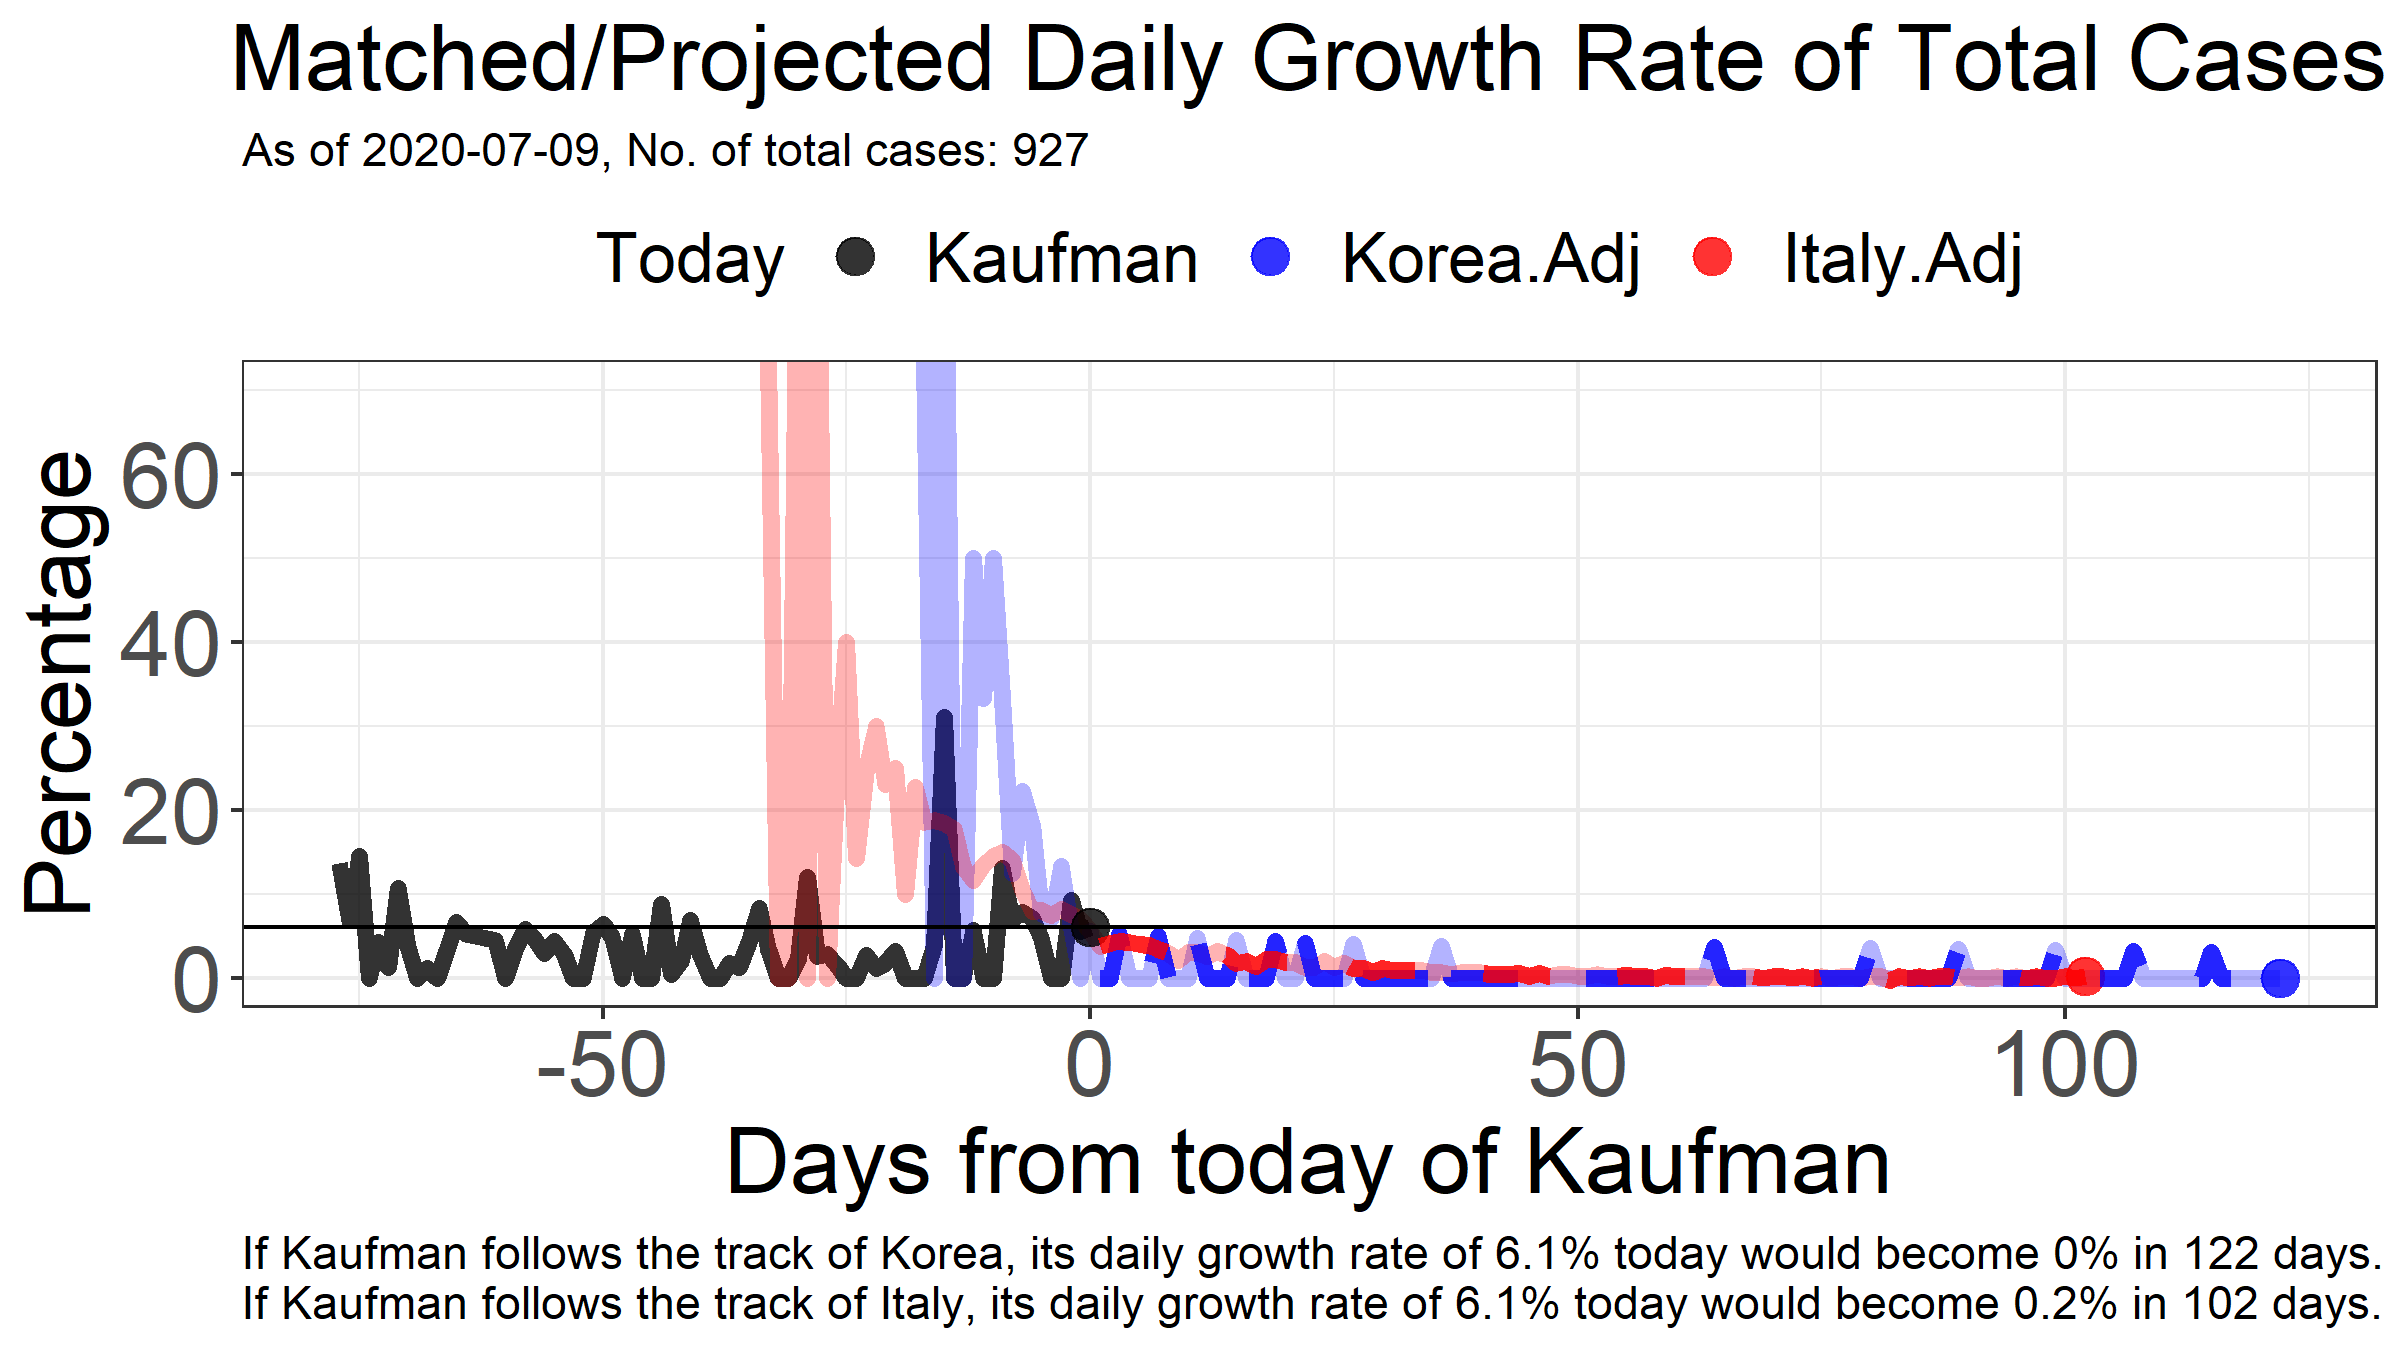 Matched/Projected Daily Growth Rate of Total Cases
As of 2020-07-09, No. of total cases: 927
Today Kaufman Korea.Adj Italy.Adj
Percentage
60
40
20
0
-50 0 50 100
Days from today of Kaufman
If Kaufman follows the track of Korea, its daily growth rate of 6.1% today would become 0% in 122 days.
If Kaufman follows the track of Italy, its daily growth rate of 6.1% today would become 0.2% in 102 days.